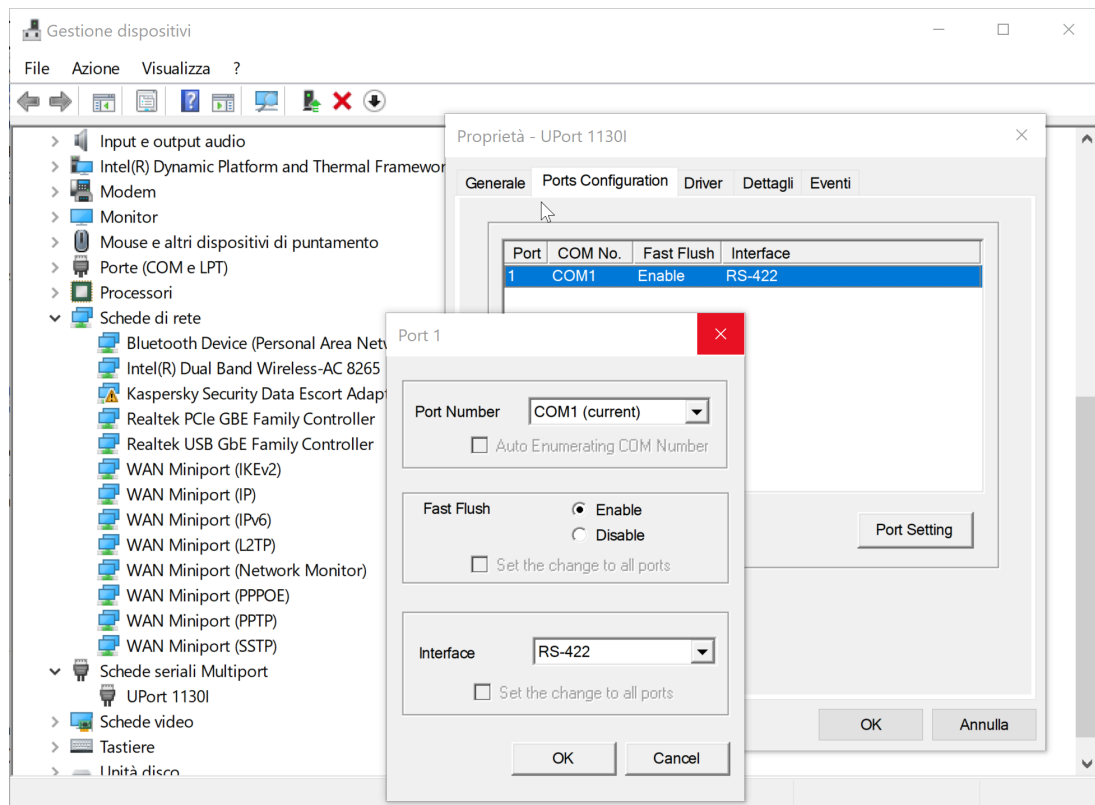 Gestione dispositivi
File Azione Visualizza ?
Input e output audio
Intel(R) Dynamic Platform and Thermal Framewor
Modem
Monitor
Mouse e altri dispositivi di puntamento
Porte (COM e LPT)
Processori
Schede di rete
Bluetooth Device (Personal Area Netw
Intel(R) Dual Band Wireless-AC 8265
Kaspersky Security Data Escort Adapt
Realtek PCIe GBE Family Controller
Realtek USB GbE Family Controller
WAN Miniport (IKEv2)
WAN Miniport (IP)
WAN Miniport (IPv6)
WAN Miniport (L2TP)
WAN Miniport (Network Monitor)
WAN Miniport (PPPOE)
WAN Miniport (PPTP)
WAN Miniport (SSTP)
Schede seriali Multiport
UPort 1130I
Schede video
Tastiere
Unità disco
Proprietà - UPort 1130I
Generale Ports Configuration Driver Dettagli Eventi
Port COM No. Fast Flush Interface
1 COM1 Enable RS-422
Port Setting
OK Annulla
Port 1
Port Number COM1 (current)
Auto Enumerating COM Number
Fast Flush Enable
Disable
Set the change to all ports
Interface RS-422
Set the change to all ports
OK Cancel